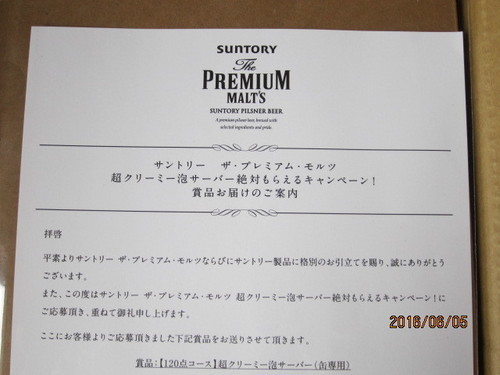 SUNTORY
The
PREMIUM
MALT'S
SUNTORY PILSNER BEER
A premium pilsner beer, brewed with
selected ingredients and pride.
サントリー ザ・プレミアム・モルツ
超クリーミー泡サーバー絶対もらえるキャンペーン!
賞品お届けのご案内
拝啓
平素よりサントリー ザ・プレミアム・モルツならびにサントリー製品に格別のお引立てを賜り、誠にありがとう
ございます。
また、この度はサントリー ザ・プレミアム・モルツ 超クリーミー泡サーバー絶対もらえるキャンペーン!に
ご応募頂き、重ねて御礼申し上げます。
ここにお客様よりご応募頂きました下記賞品をお送りさせて頂きます。
賞品:【120点コース】超クリーミー泡サーバー(缶専用)
2016/06/05